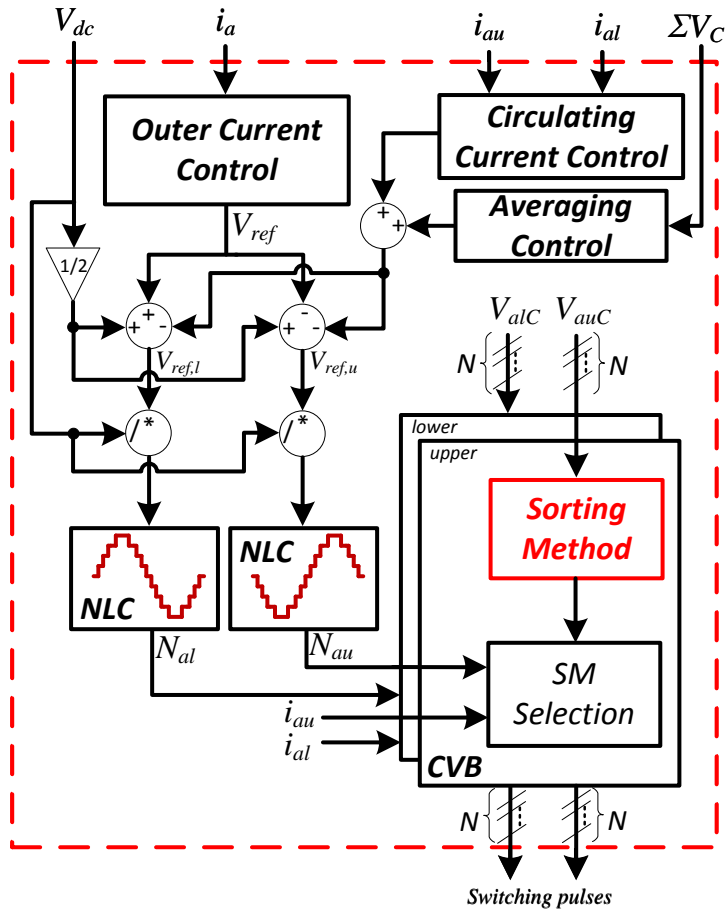 V_dc
i_a
i_au
i_al
ΣV_C
Outer Current
Control
Circulating
Current Control
Averaging
Control
V_ref
1/2
+
+
+
+
-
-
+
-
-
V_ref,l
V_ref,u
/*
/*
V_alC
V_auC
N
N
lower
upper
Sorting
Method
NLC
NLC
N_al
N_au
SM
Selection
i_au
i_al
CVB
N
N
Switching pulses